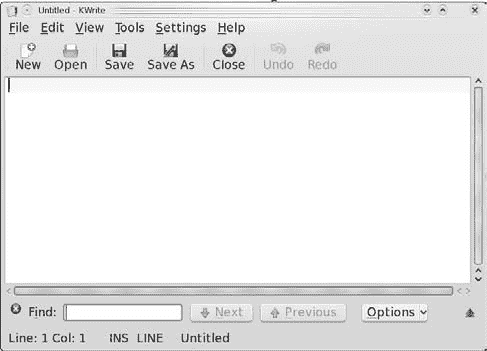 Untitled - KWrite
File Edit View Tools Settings Help
New Open Save Save As Close Undo Redo
Find: Next Previous Options
Line: 1 Col: 1 INS LINE Untitled